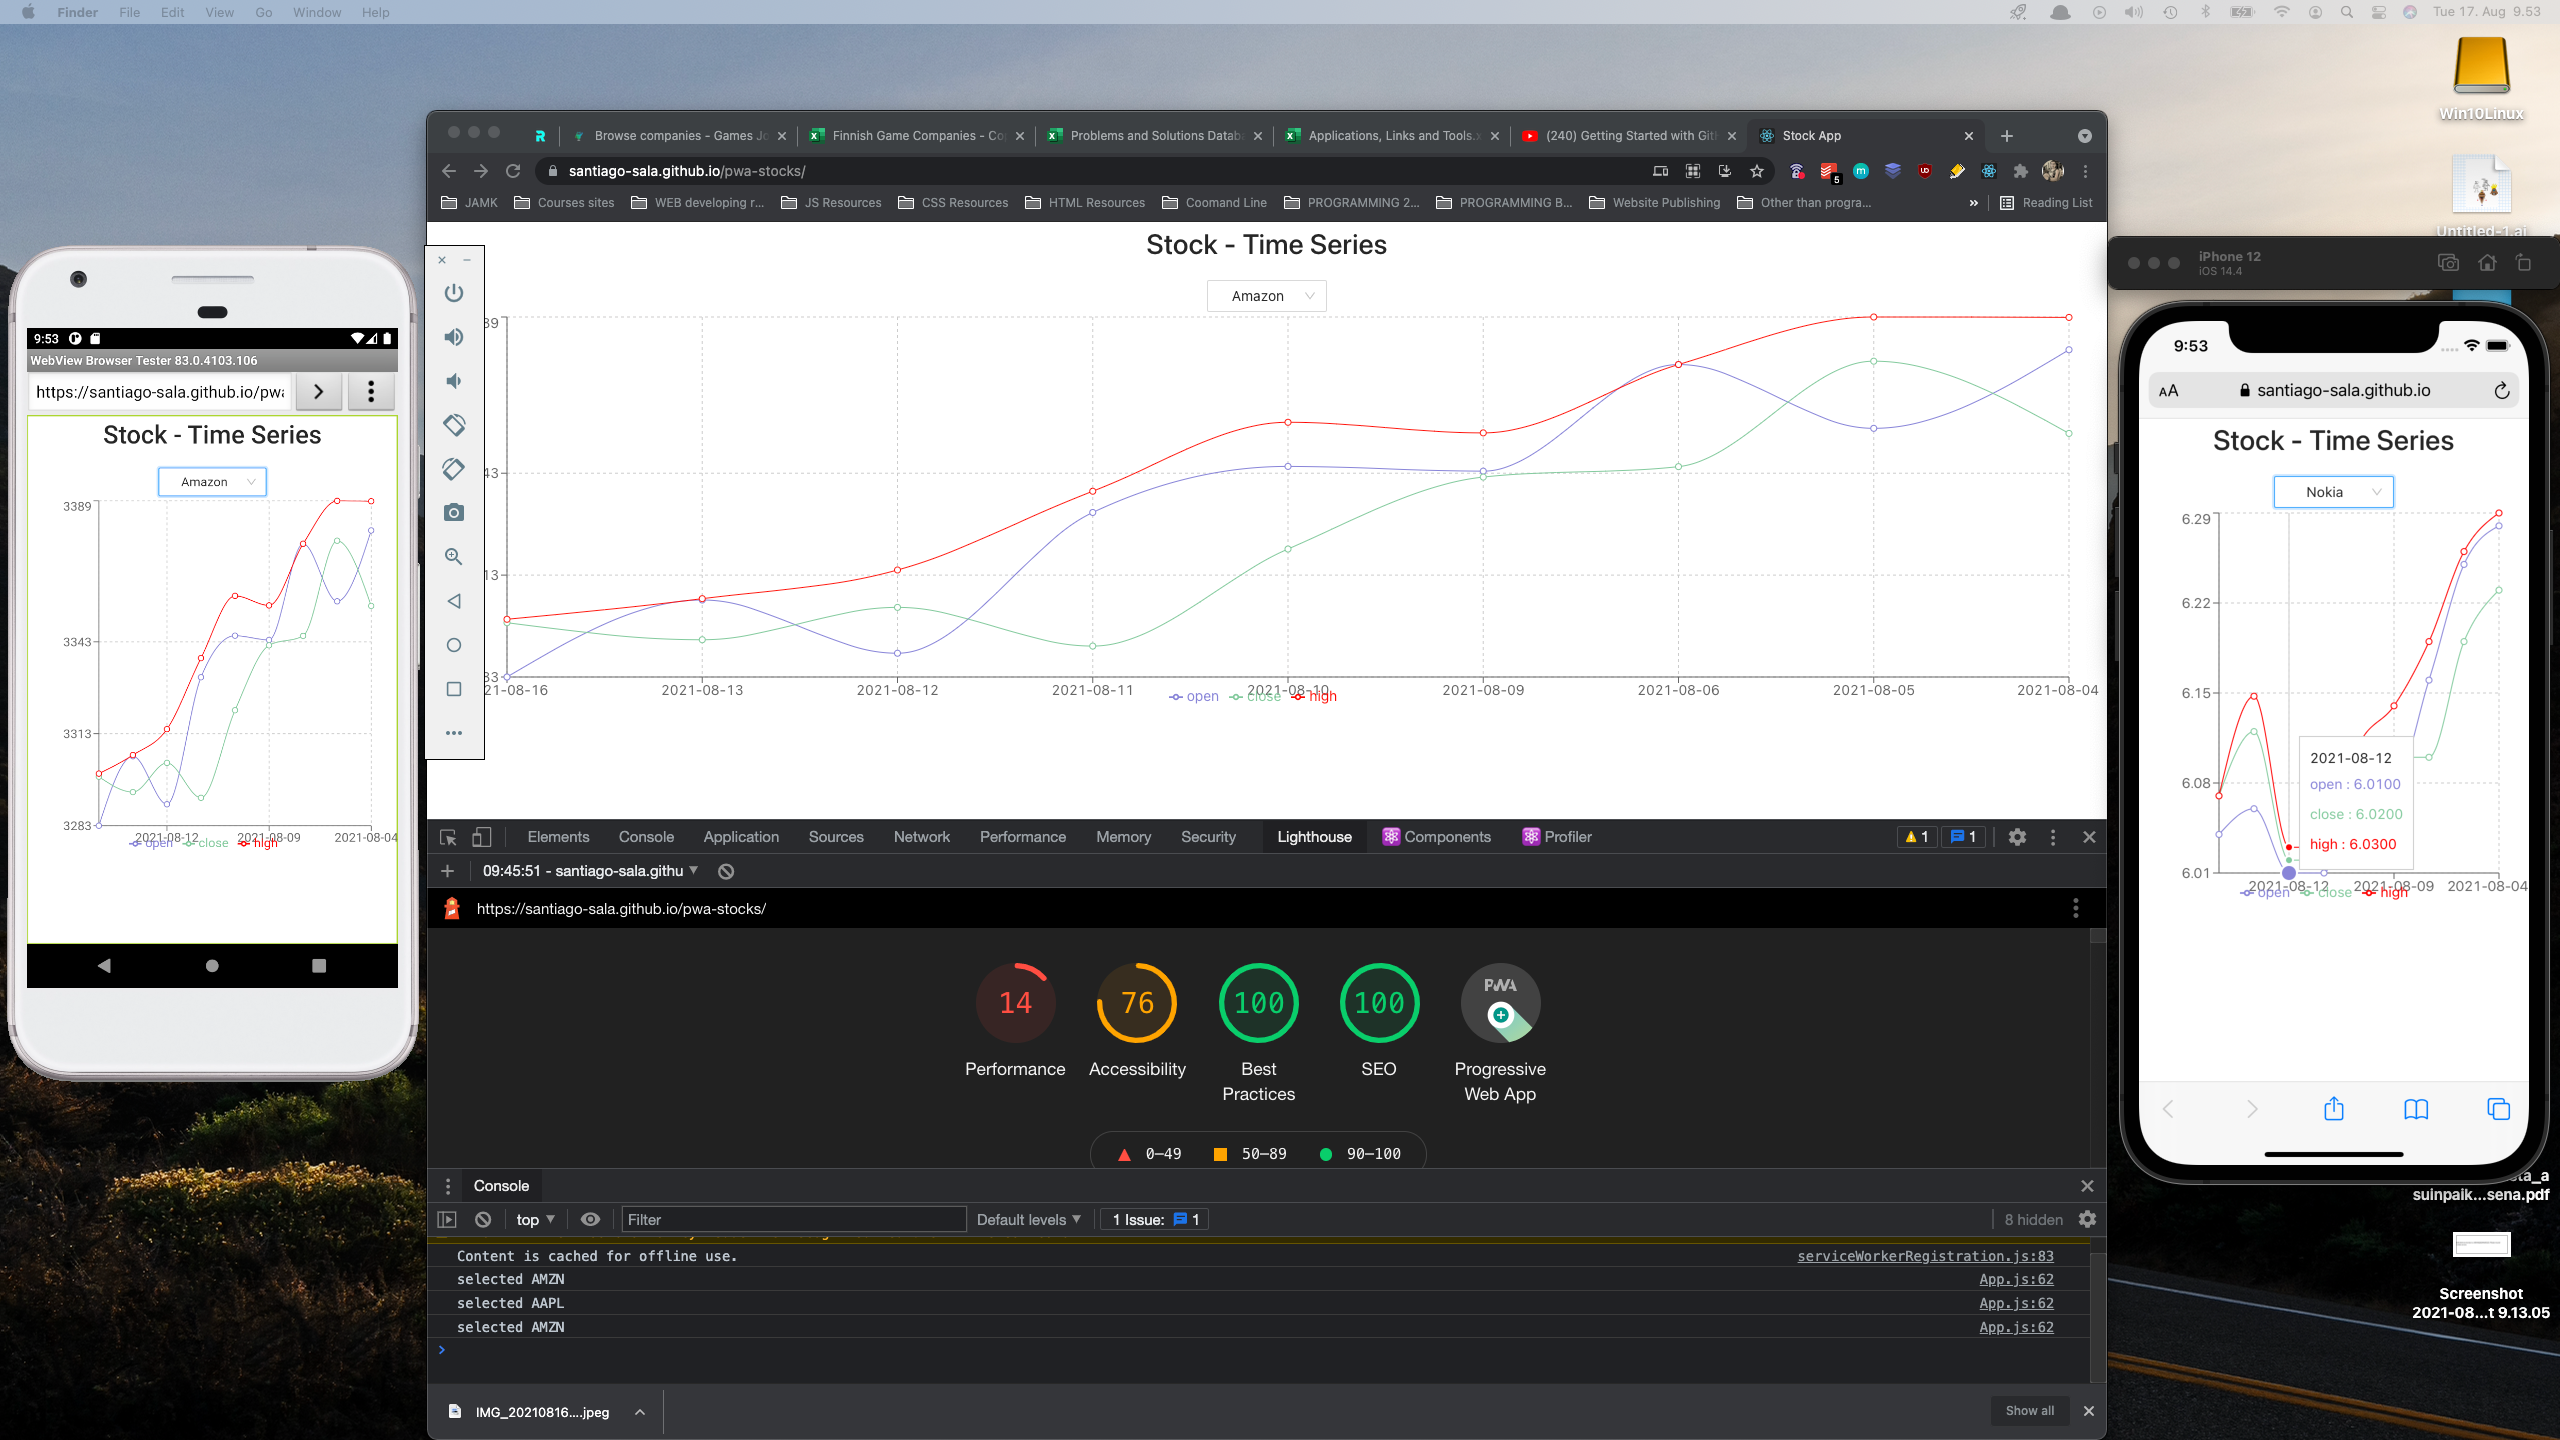 Finder File Edit View Go Window Help
Tue 17. Aug 9.53
Win10Linux
Untitled-1.ai
Browse companies - Games Jo
Finnish Game Companies - Co
Problems and Solutions Datab
Applications, Links and Tools.x
(240) Getting Started with Git
Stock App
santiago-sala.github.io/pwa-stocks/
5
JAMK
Courses sites
WEB developing r...
JS Resources
CSS Resources
HTML Resources
Coomand Line
PROGRAMMING 2...
PROGRAMMING B...
Website Publishing
Other than progra...
»
Reading List
Stock - Time Series
Amazon
39
43
13
33
21-08-16
2021-08-13
2021-08-12
2021-08-11
2021-08-10
2021-08-09
2021-08-06
2021-08-05
2021-08-04
open close high
9:53
WebView Browser Tester 83.0.4103.106
https://santiago-sala.github.io/pwa
Stock - Time Series
Amazon
3389
3343
3313
3283
2021-08-12
2021-08-09
2021-08-04
open close high
iPhone 12
iOS 14.4
9:53
AA santiago-sala.github.io
Stock - Time Series
Nokia
6.29
6.22
6.15
6.08
6.01
2021-08-12
open : 6.0100
close : 6.0200
high : 6.0300
2021-08-12
2021-08-09
2021-08-04
open close high
Elements Console Application Sources Network Performance Memory Security Lighthouse Components Profiler
1
1
09:45:51 - santiago-sala.githu
https://santiago-sala.github.io/pwa-stocks/
14
76
100
100
PWA
Performance
Accessibility
Best
Practices
SEO
Progressive
Web App
0–49
50–89
90–100
Console
top
Filter
Default levels
1 Issue: 1
8 hidden
Content is cached for offline use.
serviceWorkerRegistration.js:83
selected AMZN
App.js:62
selected AAPL
App.js:62
selected AMZN
App.js:62
IMG_20210816....jpeg
Show all
suinpaik...sena.pdf
Screenshot
2021-08...t 9.13.05